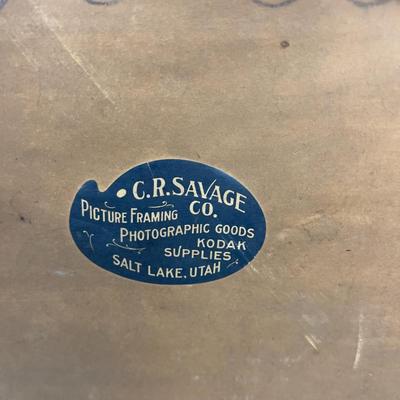 C.R. SAVAGE
CO.
PICTURE FRAMING
PHOTOGRAPHIC GOODS
KODAK
SUPPLIES
SALT LAKE, UTAH